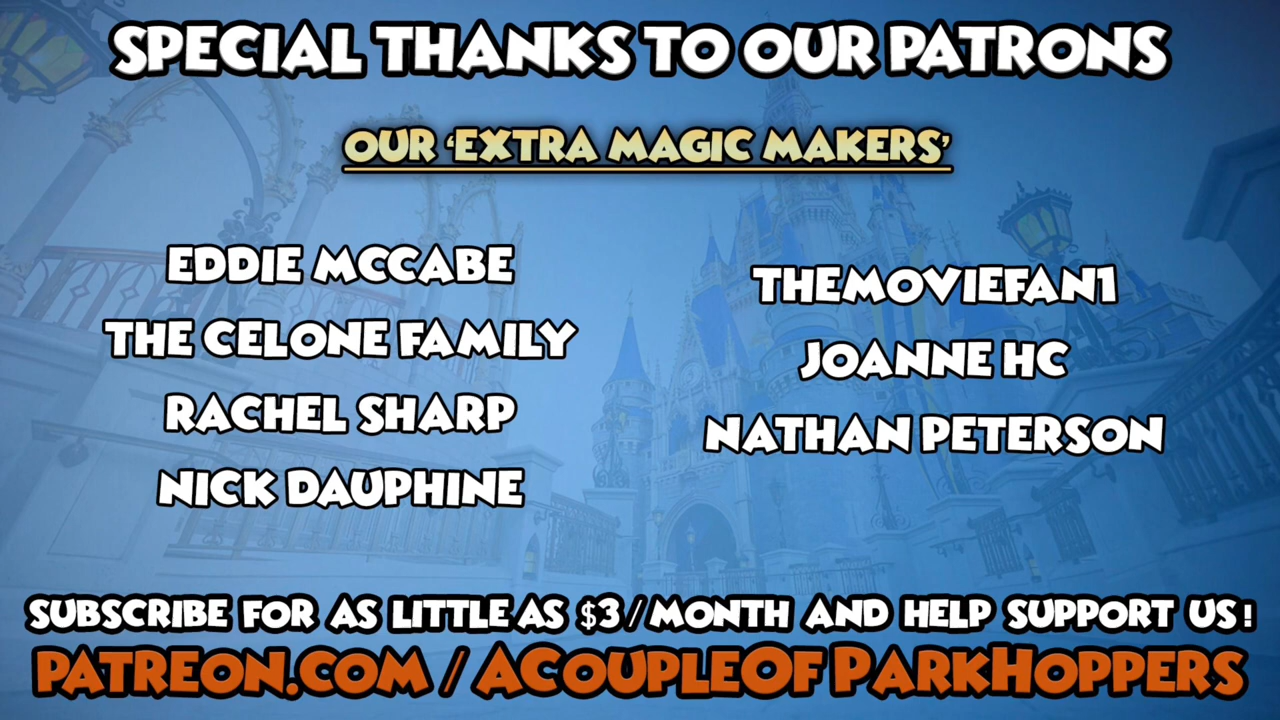 SPECIAL THANKS TO OUR PATRONS
OUR ‘EXTRA MAGIC MAKERS’
EDDIE MCCABE
THE CELONE FAMILY
RACHEL SHARP
NICK DAUPHINE
THEMOVIEFAN1
JOANNE HC
NATHAN PETERSON
SUBSCRIBE FOR AS LITTLE AS $3/MONTH AND HELP SUPPORT US!
PATREON.COM / ACOUPLEOFPARKHOPPERS